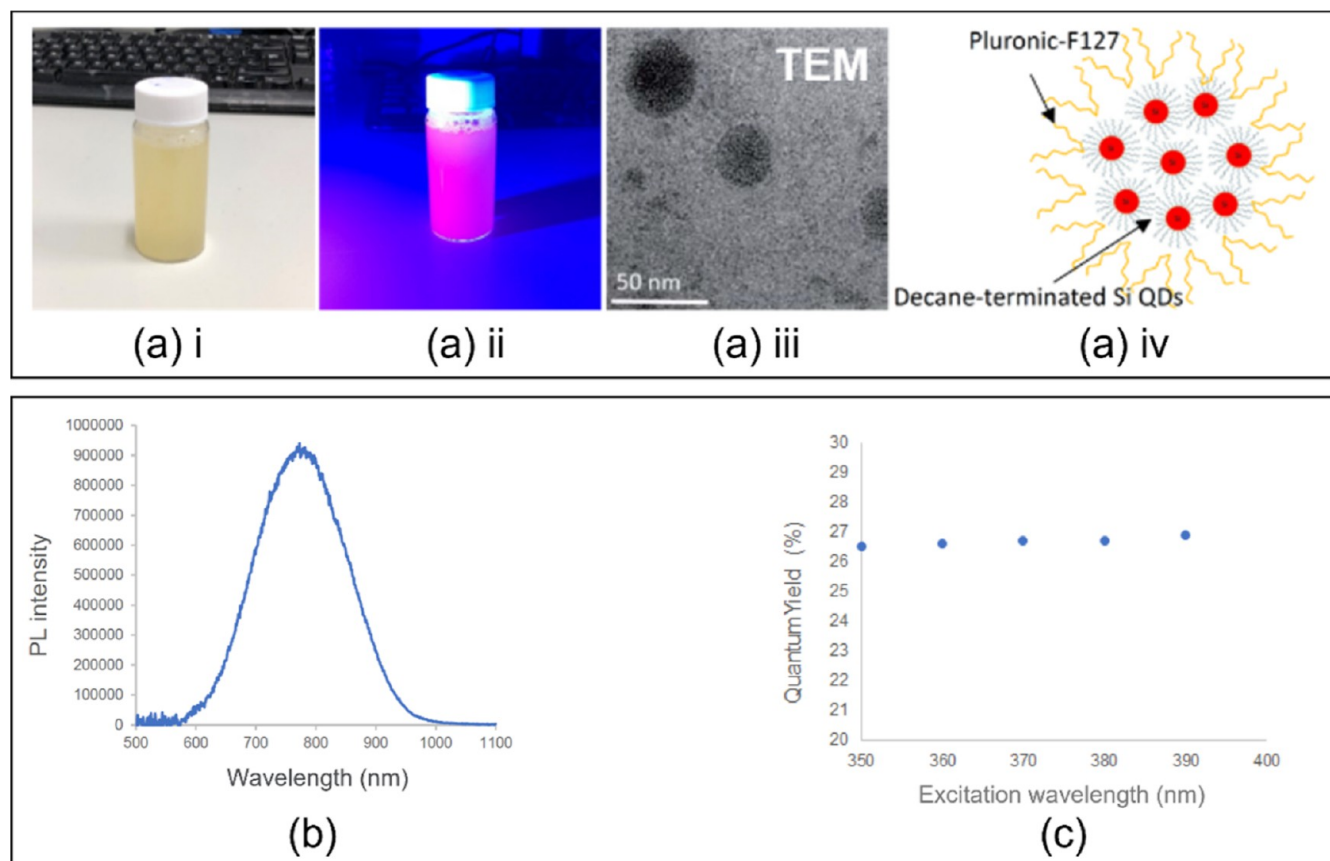 TEM
50 nm
Pluronic-F127
Decane-terminated Si QDs
(a) i
(a) ii
(a) iii
(a) iv
1000000
900000
800000
700000
600000
500000
400000
300000
200000
100000
0
500
600
700
800
900
1000
1100
PL intensity
Wavelength (nm)
(b)
30
29
28
27
26
25
24
23
22
21
20
350
360
370
380
390
400
QuantumYield (%)
Excitation wavelength (nm)
(c)